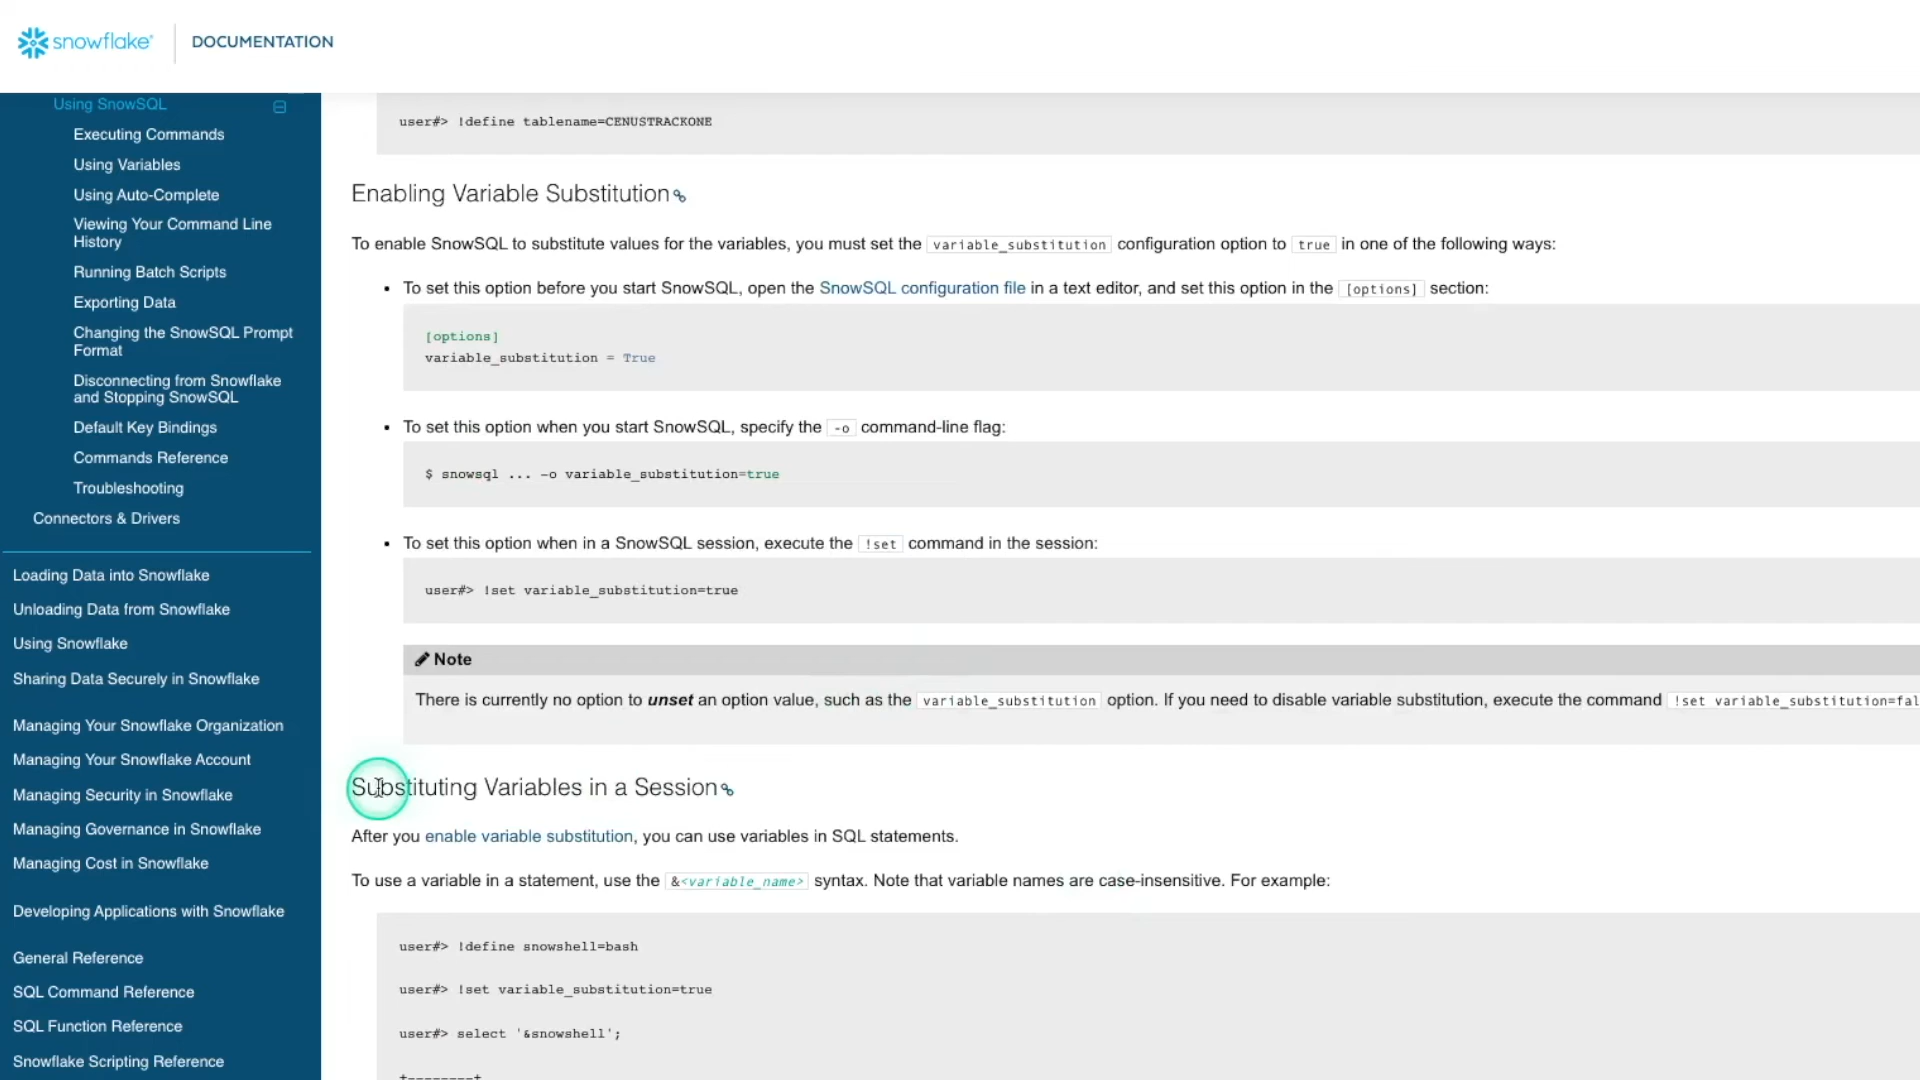 snowflake®
DOCUMENTATION
Using SnowSQL
Executing Commands
Using Variables
Using Auto-Complete
Viewing Your Command Line
History
Running Batch Scripts
Exporting Data
Changing the SnowSQL Prompt
Format
Disconnecting from Snowflake
and Stopping SnowSQL
Default Key Bindings
Commands Reference
Troubleshooting
Connectors & Drivers
Loading Data into Snowflake
Unloading Data from Snowflake
Using Snowflake
Sharing Data Securely in Snowflake
Managing Your Snowflake Organization
Managing Your Snowflake Account
Managing Security in Snowflake
Managing Governance in Snowflake
Managing Cost in Snowflake
Developing Applications with Snowflake
General Reference
SQL Command Reference
SQL Function Reference
Snowflake Scripting Reference
user#> !define tablename=CENUSTRACKONE
Enabling Variable Substitution
To enable SnowSQL to substitute values for the variables, you must set the variable_substitution configuration option to true in one of the following ways:
• To set this option before you start SnowSQL, open the SnowSQL configuration file in a text editor, and set this option in the [options] section:
[options]
variable_substitution = True
• To set this option when you start SnowSQL, specify the -o command-line flag:
$ snowsql ... -o variable_substitution=true
• To set this option when in a SnowSQL session, execute the !set command in the session:
user#> !set variable_substitution=true
Note
There is currently no option to unset an option value, such as the variable_substitution option. If you need to disable variable substitution, execute the command !set variable_substitution=fal
Substituting Variables in a Session
After you enable variable substitution, you can use variables in SQL statements.
To use a variable in a statement, use the &<variable_name> syntax. Note that variable names are case-insensitive. For example:
user#> !define snowshell=bash
user#> !set variable_substitution=true
user#> select '&snowshell';
+--------+